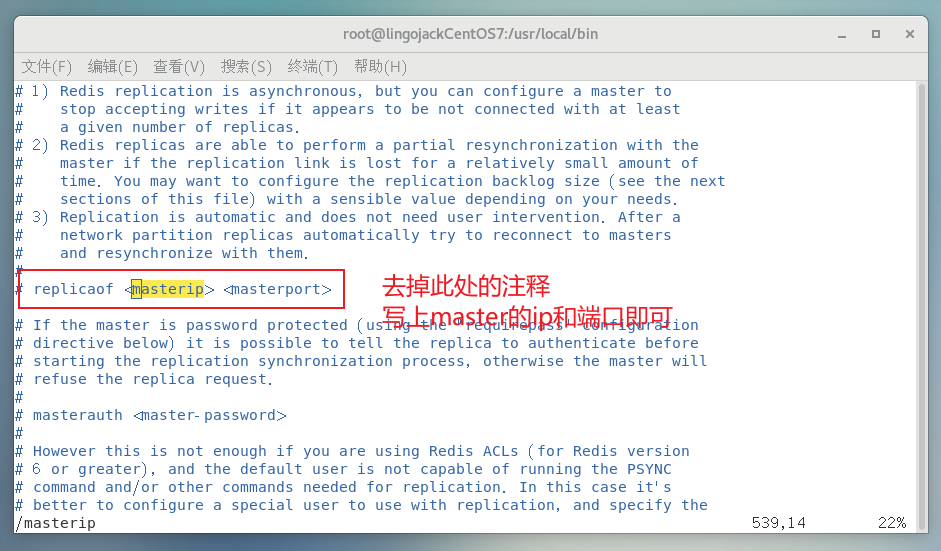 root@lingojackCentOS7:/usr/local/bin
文件(F) 编辑(E) 查看(V) 搜索(S) 终端(T) 帮助(H)
# 1) Redis replication is asynchronous, but you can configure a master to
#    stop accepting writes if it appears to be not connected with at least
#    a given number of replicas.
# 2) Redis replicas are able to perform a partial resynchronization with the
#    master if the replication link is lost for a relatively small amount of
#    time. You may want to configure the replication backlog size (see the next
#    sections of this file) with a sensible value depending on your needs.
# 3) Replication is automatic and does not need user intervention. After a
#    network partition replicas automatically try to reconnect to masters
#    and resynchronize with them.
#
# replicaof <masterip> <masterport>
去掉此处的注释
写上master的ip和端口即可
# If the master is password protected (using the "requirepass" configuration
# directive below) it is possible to tell the replica to authenticate before
# starting the replication synchronization process, otherwise the master will
# refuse the replica request.
#
# masterauth <master-password>
#
# However this is not enough if you are using Redis ACLs (for Redis version
# 6 or greater), and the default user is not capable of running the PSYNC
# command and/or other commands needed for replication. In this case it's
# better to configure a special user to use with replication, and specify the
/masterip 539,14 22%